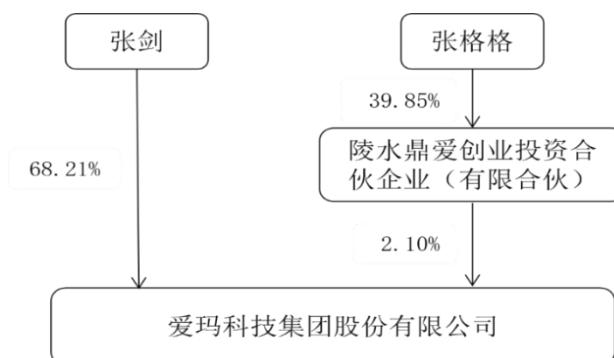 张剑
张格格
39.85%
68.21%
陵水鼎爱创业投资合
伙企业（有限合伙）
2.10%
爱玛科技集团股份有限公司